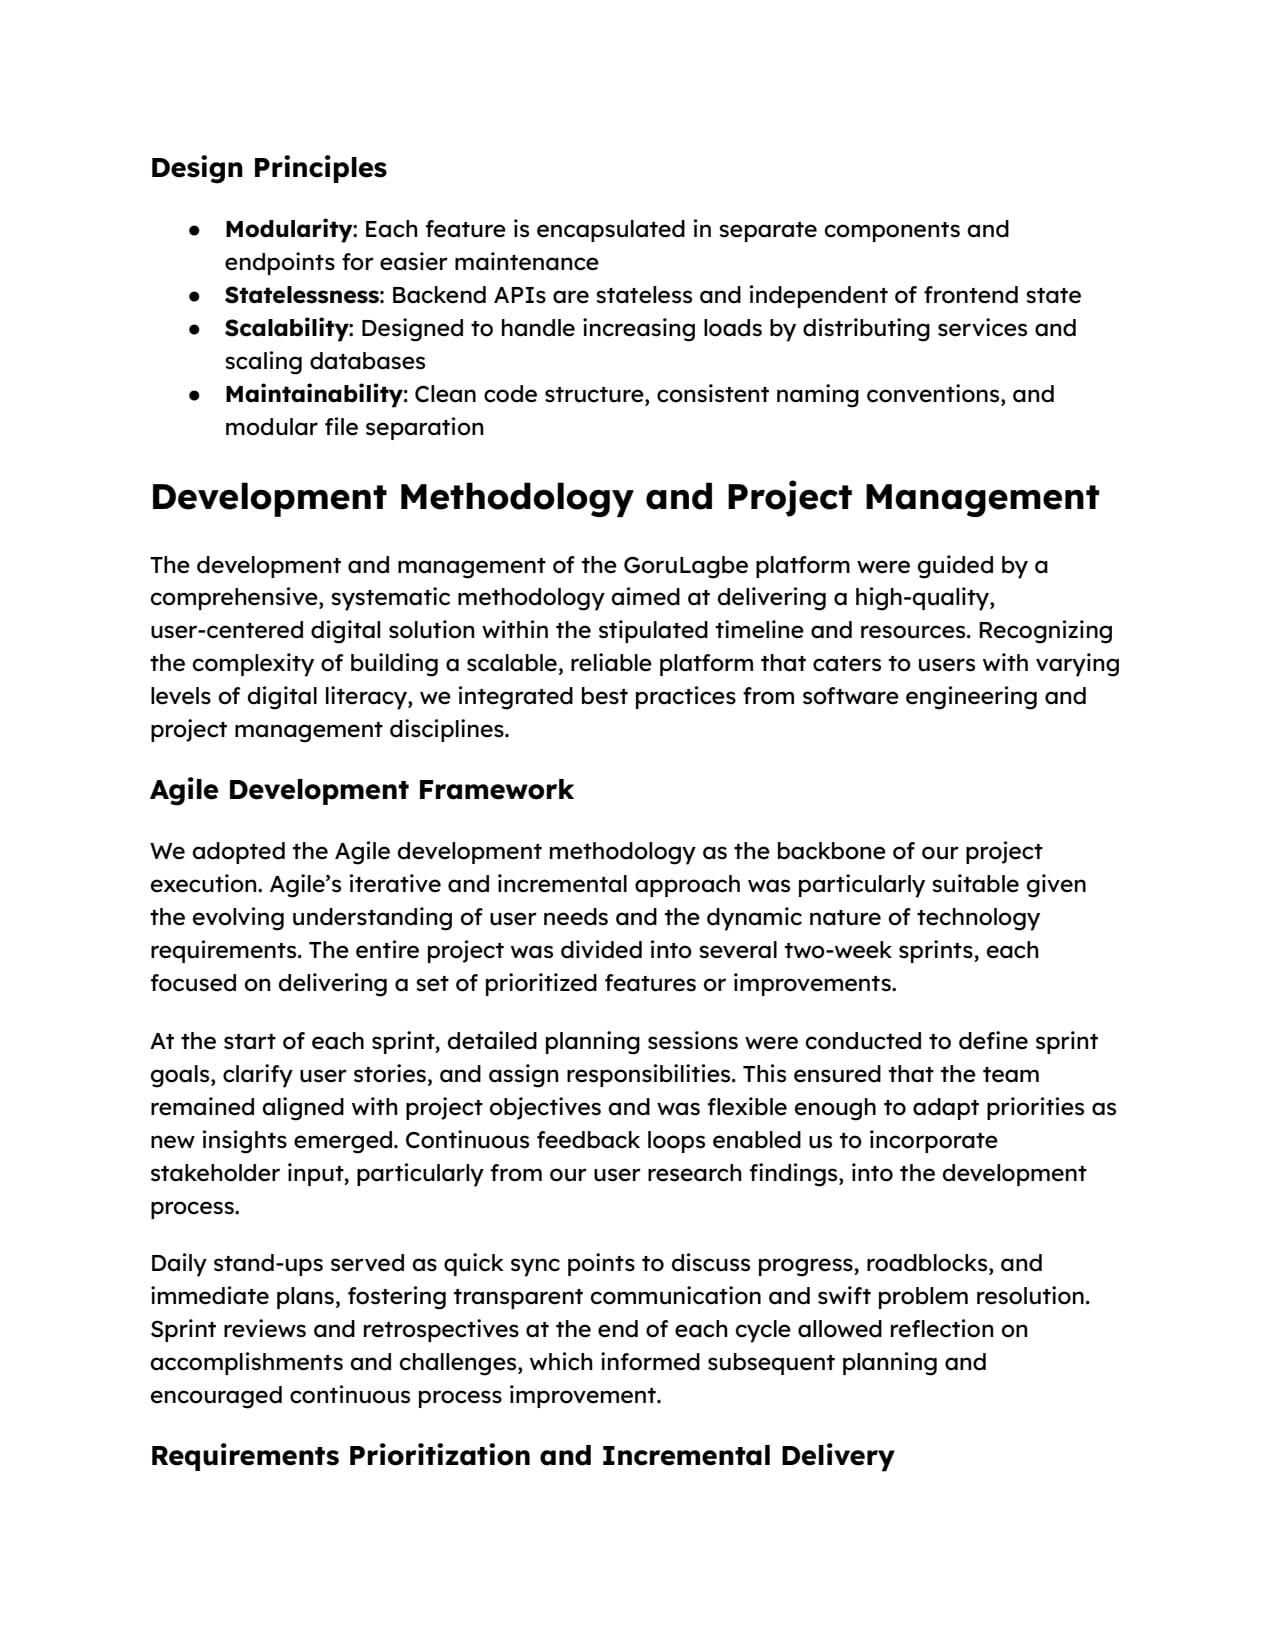 Design Principles
● Modularity: Each feature is encapsulated in separate components and
endpoints for easier maintenance
● Statelessness: Backend APIs are stateless and independent of frontend state
● Scalability: Designed to handle increasing loads by distributing services and
scaling databases
● Maintainability: Clean code structure, consistent naming conventions, and
modular file separation
Development Methodology and Project Management
The development and management of the GoruLagbe platform were guided by a
comprehensive, systematic methodology aimed at delivering a high-quality,
user-centered digital solution within the stipulated timeline and resources. Recognizing
the complexity of building a scalable, reliable platform that caters to users with varying
levels of digital literacy, we integrated best practices from software engineering and
project management disciplines.
Agile Development Framework
We adopted the Agile development methodology as the backbone of our project
execution. Agile’s iterative and incremental approach was particularly suitable given
the evolving understanding of user needs and the dynamic nature of technology
requirements. The entire project was divided into several two-week sprints, each
focused on delivering a set of prioritized features or improvements.
At the start of each sprint, detailed planning sessions were conducted to define sprint
goals, clarify user stories, and assign responsibilities. This ensured that the team
remained aligned with project objectives and was flexible enough to adapt priorities as
new insights emerged. Continuous feedback loops enabled us to incorporate
stakeholder input, particularly from our user research findings, into the development
process.
Daily stand-ups served as quick sync points to discuss progress, roadblocks, and
immediate plans, fostering transparent communication and swift problem resolution.
Sprint reviews and retrospectives at the end of each cycle allowed reflection on
accomplishments and challenges, which informed subsequent planning and
encouraged continuous process improvement.
Requirements Prioritization and Incremental Delivery